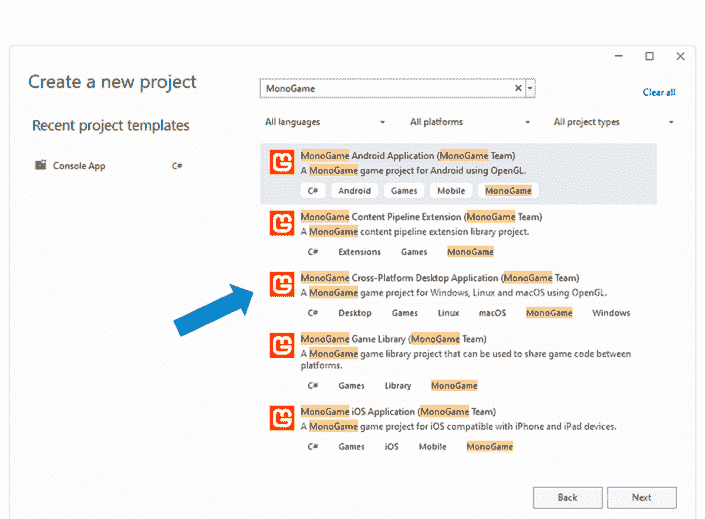 Create a new project
MonoGame
Clear all
Recent project templates
All languages
All platforms
All project types
Console App
C#
MonoGame Android Application (MonoGame Team)
A MonoGame game project for Android using OpenGL.
C# Android Games Mobile MonoGame
MonoGame Content Pipeline Extension (MonoGame Team)
A MonoGame content pipeline extension library project.
C# Extensions Games MonoGame
MonoGame Cross-Platform Desktop Application (MonoGame Team)
A MonoGame game project for Windows, Linux and macOS using OpenGL.
C# Desktop Games Linux macOS MonoGame Windows
MonoGame Game Library (MonoGame Team)
A MonoGame game library project that can be used to share game code between
platforms.
C# Games Library MonoGame
MonoGame iOS Application (MonoGame Team)
A MonoGame game project for iOS compatible with iPhone and iPad devices.
C# Games iOS Mobile MonoGame
Back
Next